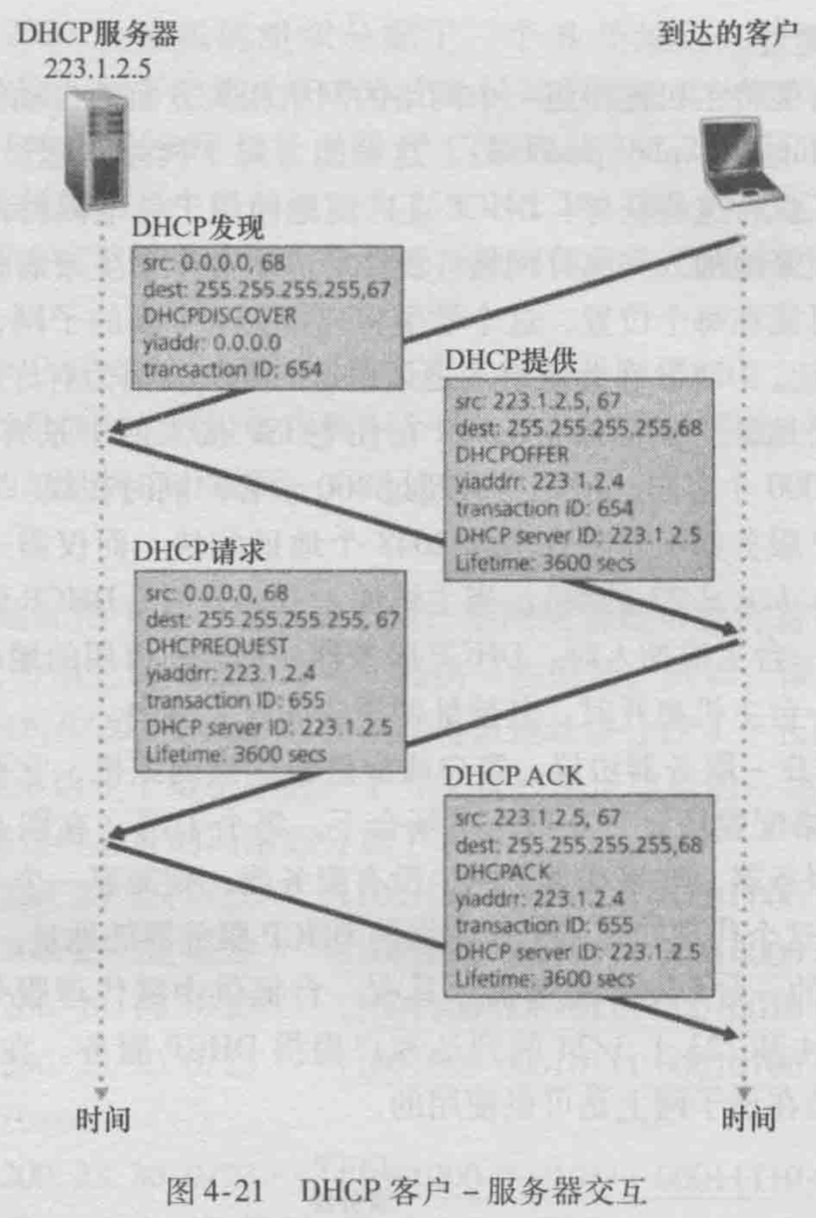 DHCP服务器
223.1.2.5
到达的客户
DHCP发现
src: 0.0.0.0, 68
dest: 255.255.255.255,67
DHCPDISCOVER
yiaddr: 0.0.0.0
transaction ID: 654
DHCP提供
src: 223.1.2.5, 67
dest: 255.255.255.255,68
DHCPOFFER
yiaddrr: 223.1.2.4
transaction ID: 654
DHCP server ID: 223.1.2.5
Lifetime: 3600 secs
DHCP请求
src: 0.0.0.0, 68
dest: 255.255.255.255, 67
DHCPREQUEST
yiaddrr: 223.1.2.4
transaction ID: 655
DHCP server ID: 223.1.2.5
Lifetime: 3600 secs
DHCP ACK
src: 223.1.2.5, 67
dest: 255.255.255.255,68
DHCPACK
yiaddrr: 223.1.2.4
transaction ID: 655
DHCP server ID: 223.1.2.5
Lifetime: 3600 secs
时间
时间
图 4-21 DHCP 客户 – 服务器交互